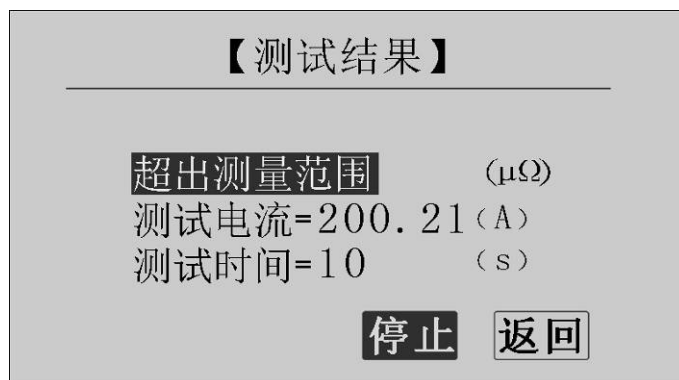 【测试结果】
超出测量范围 (μΩ)
测试电流=200.21(A)
测试时间=10 (s)
停止 返回